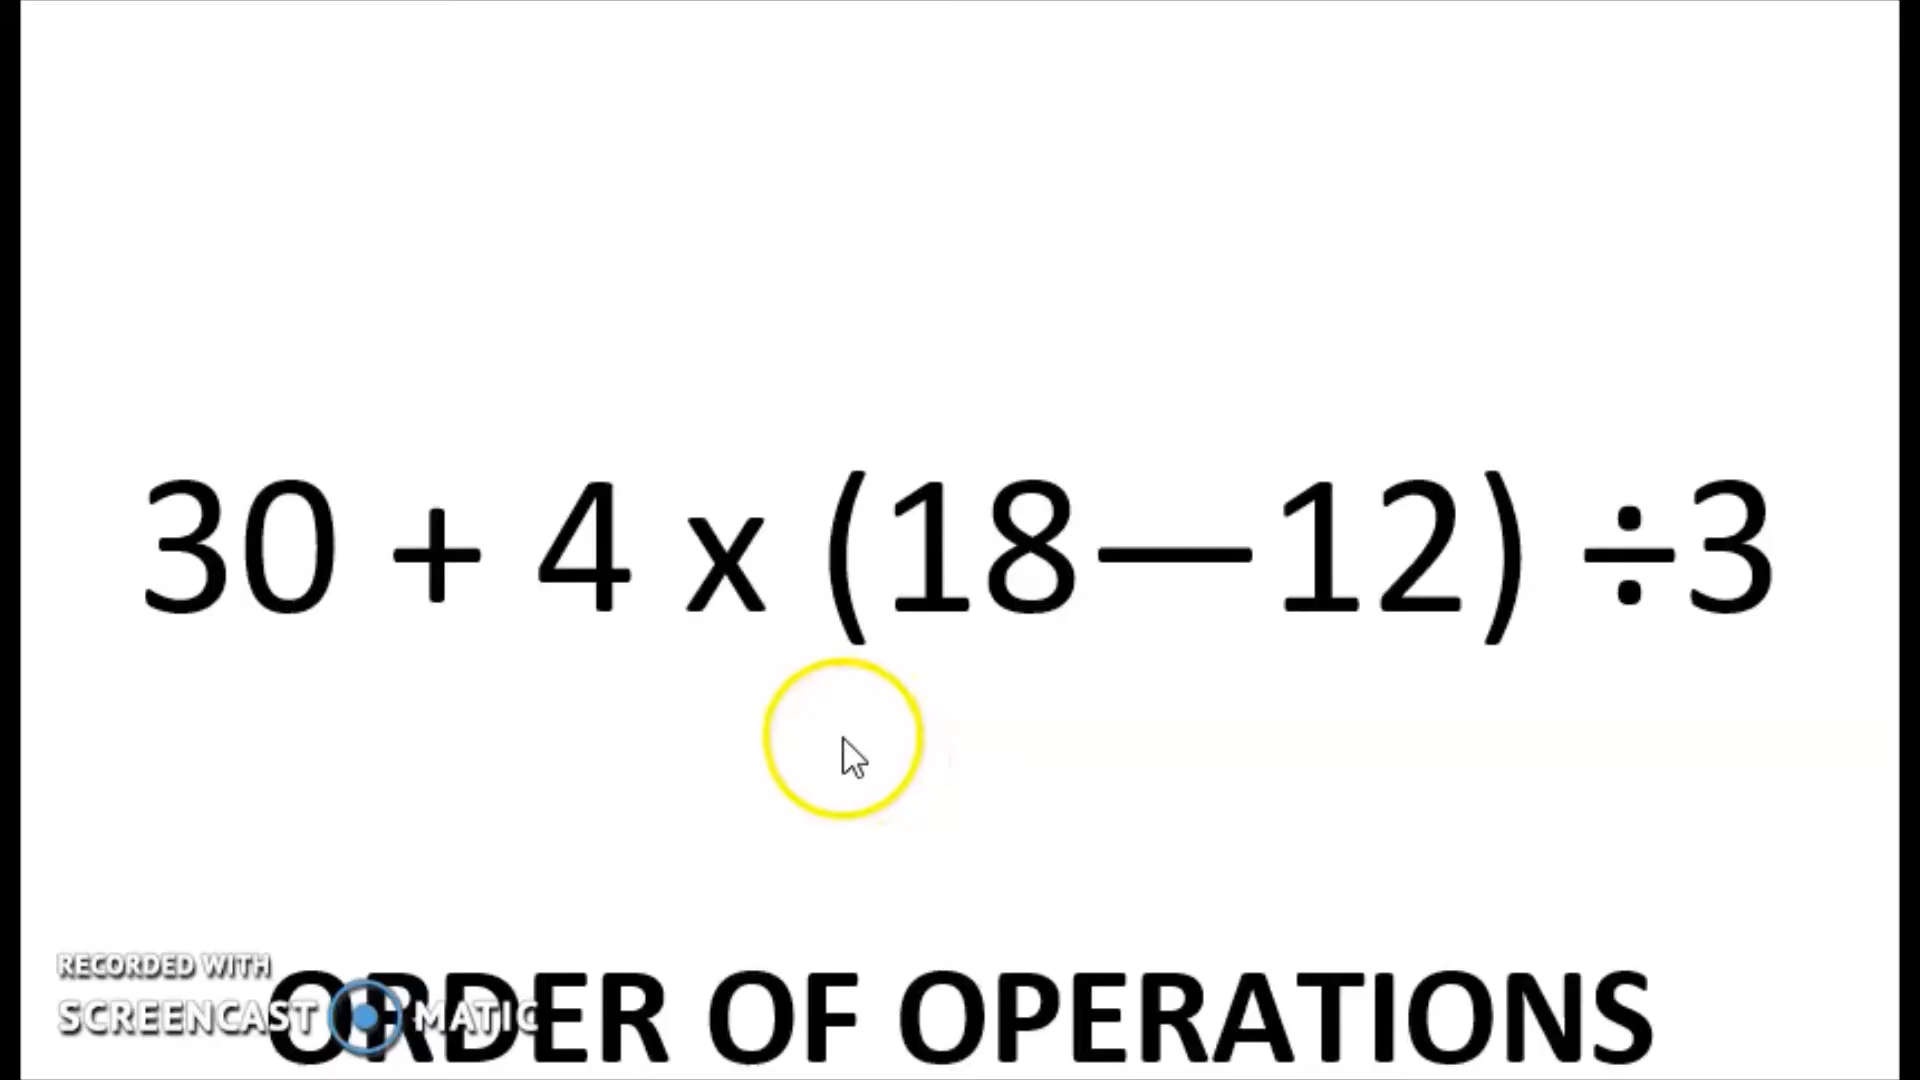 30 + 4 x (18—12) ÷3
RECORDED WITH
SCREENCAST MATIC
ORDER OF OPERATIONS